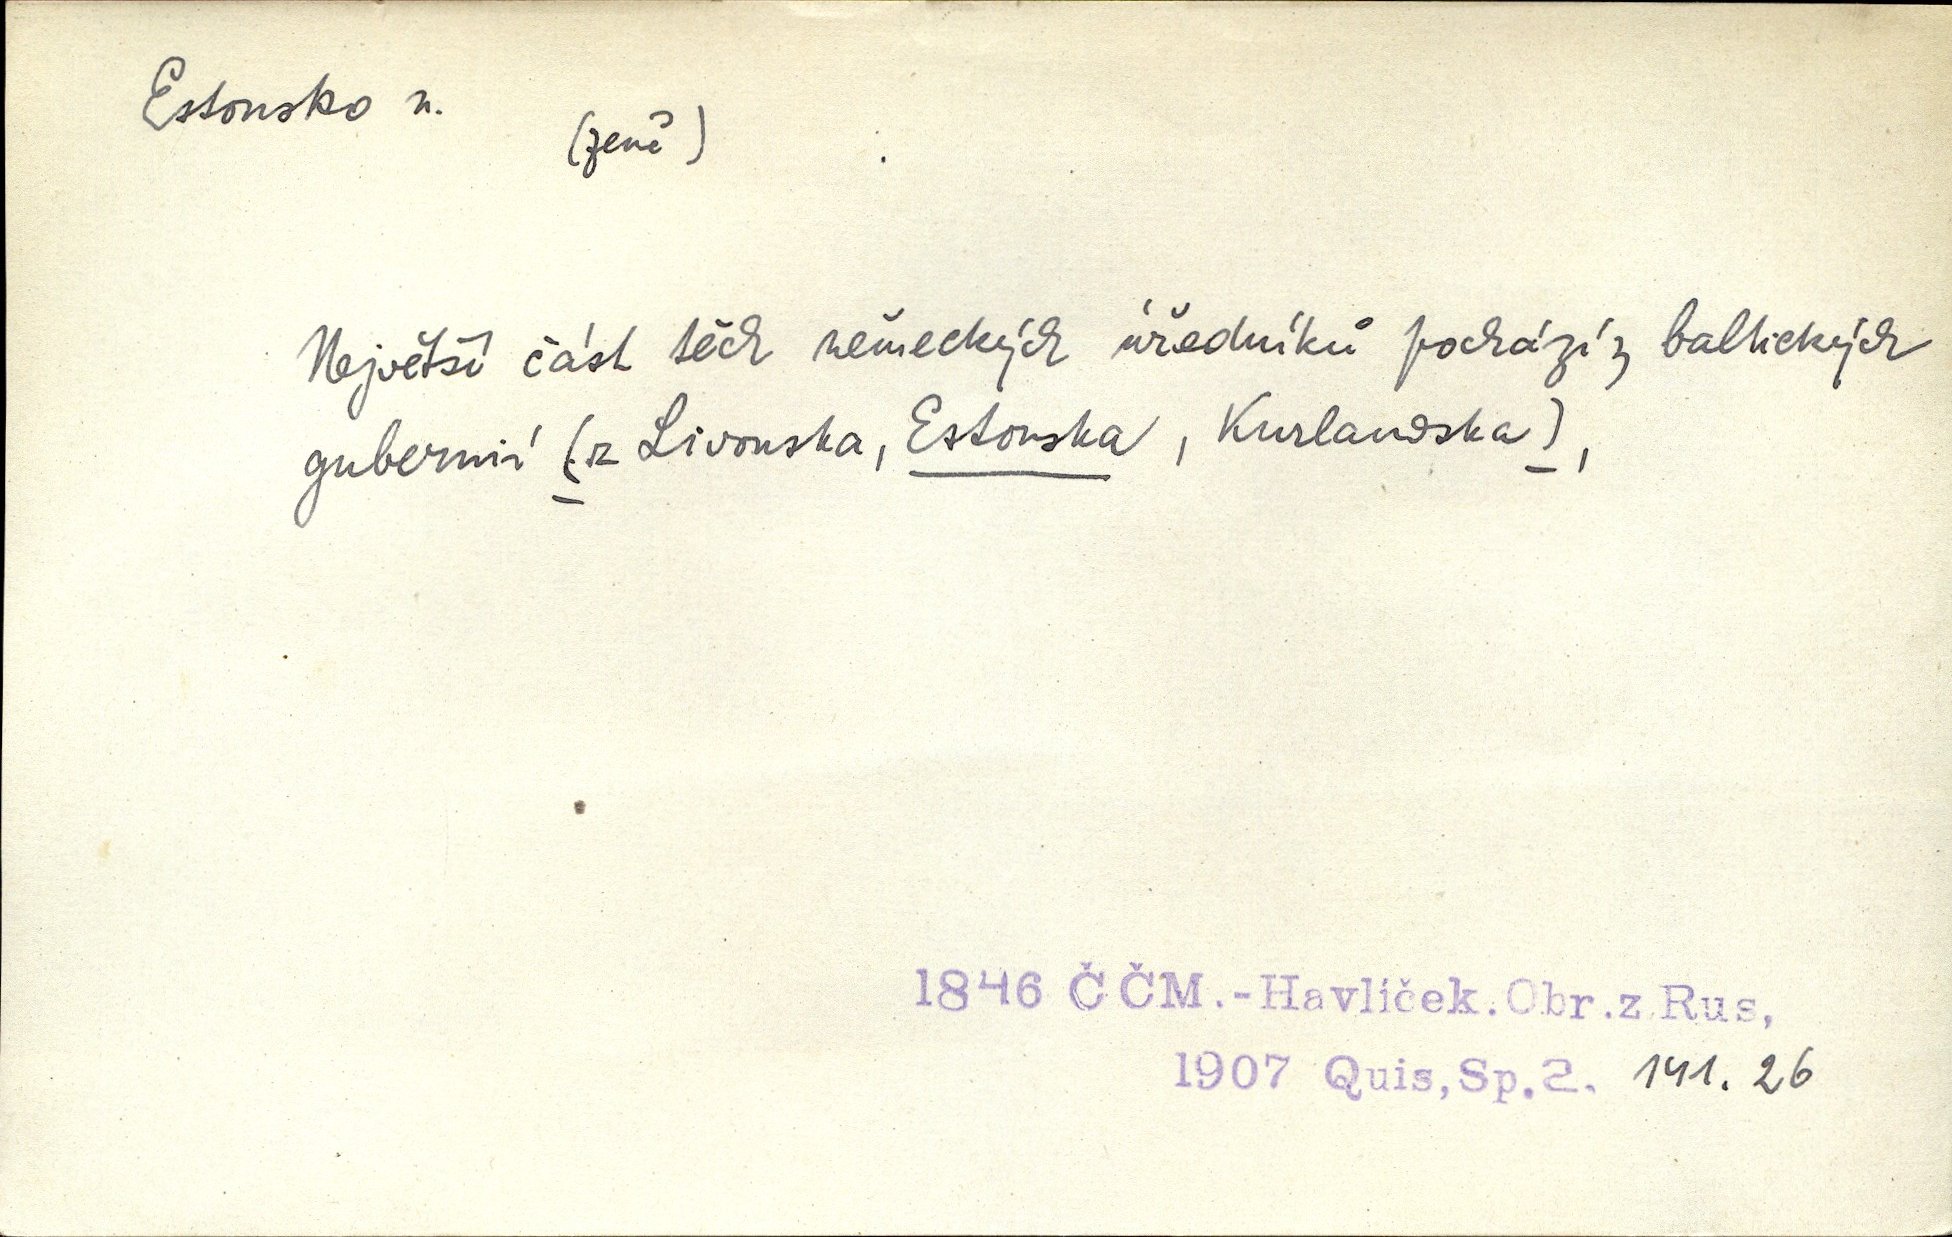 Estonsko n.
(země)
Největší část těch německých úředníků pochází z baltických
gubernií (z Livonska, Estonska, Kurlandska),
1846 ČČM.-Havlíček.Obr.z Rus,
1907 Quis,Sp.2. 141. 26